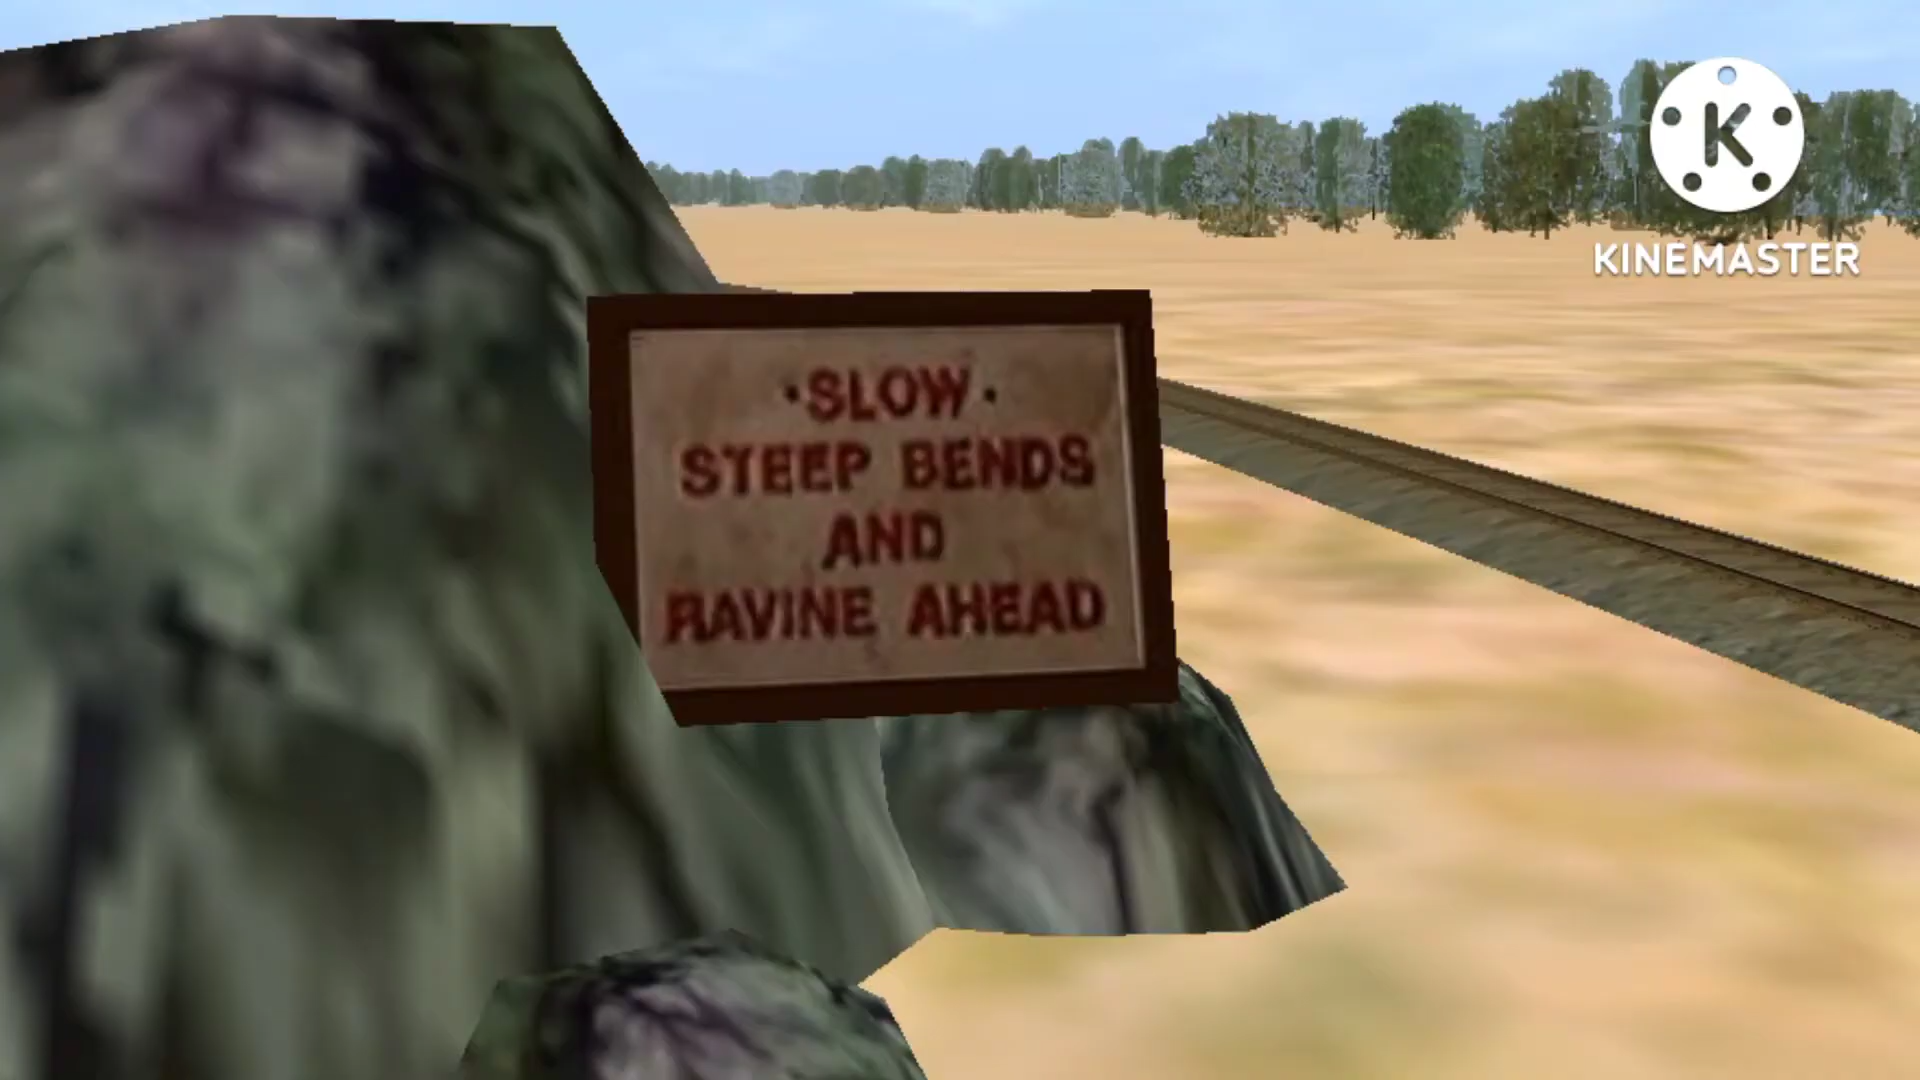 ·SLOW·
STEEP BENDS
AND
RAVINE AHEAD
K
KINEMASTER